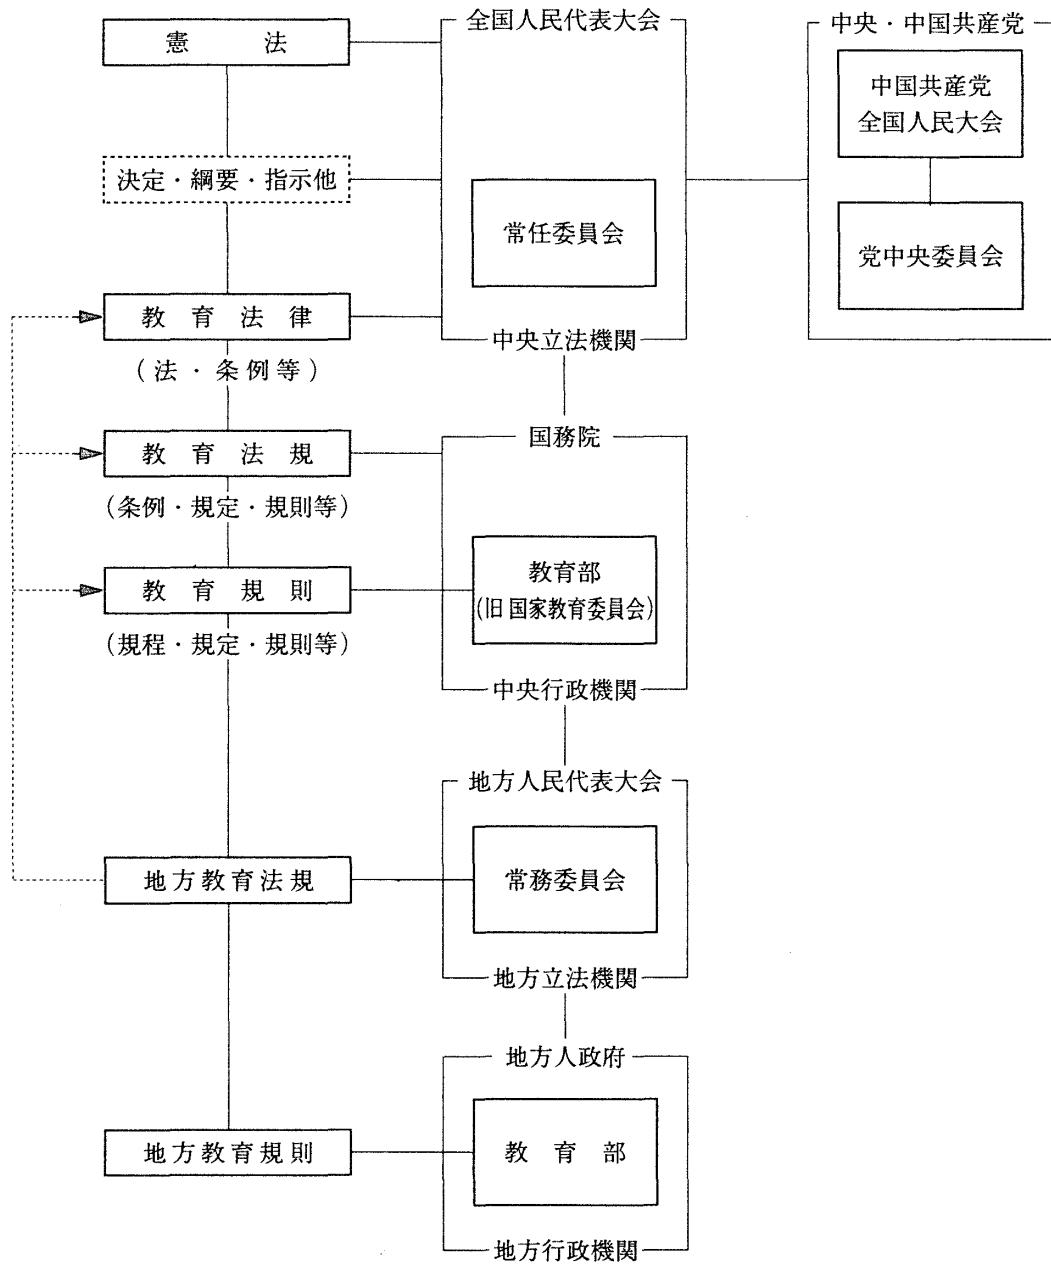 憲　　　法
決定・綱要・指示他
教　育　法　律
（法・条例等）
教　育　法　規
（条例・規定・規則等）
教　育　規　則
（規程・規定・規則等）
地方教育法規
地方教育規則
全国人民代表大会
常任委員会
中央立法機関
国務院
教育部
（旧国家教育委員会）
中央行政機関
地方人民代表大会
常務委員会
地方立法機関
地方人政府
教　育　部
地方行政機関
中央・中国共産党
中国共産党
全国人民大会
党中央委員会